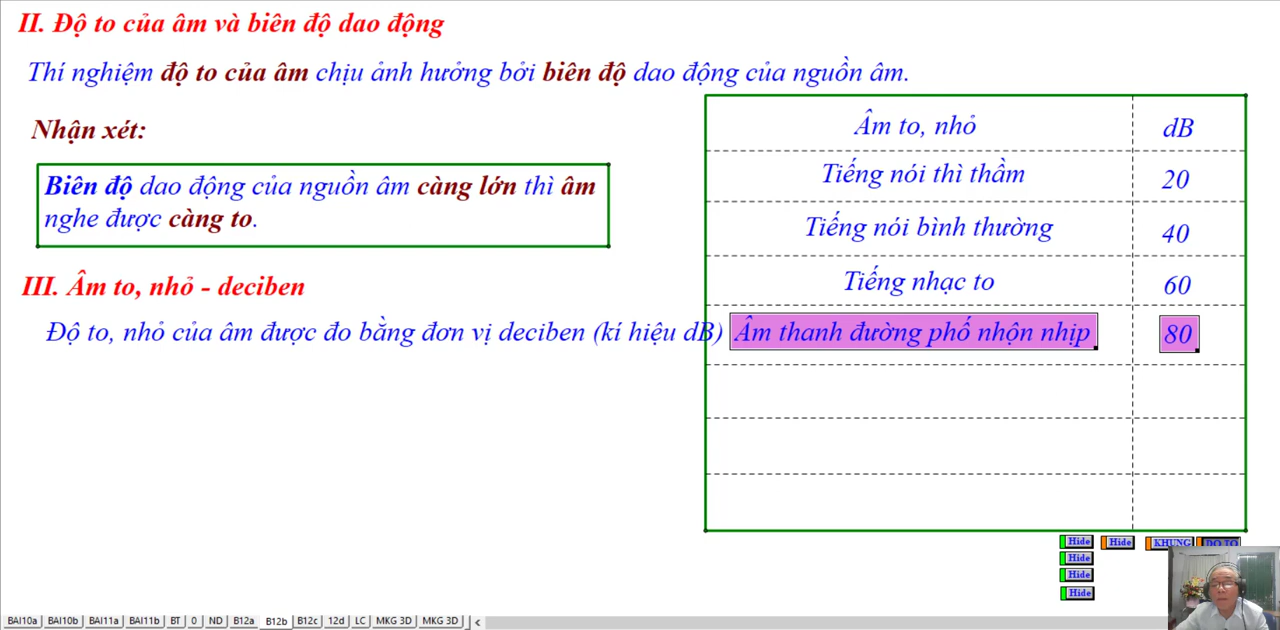 II. Độ to của âm và biên độ dao động
Thí nghiệm độ to của âm chịu ảnh hưởng bởi biên độ dao động của nguồn âm.
Nhận xét:
Biên độ dao động của nguồn âm càng lớn thì âm
nghe được càng to.
III. Âm to, nhỏ - deciben
Độ to, nhỏ của âm được đo bằng đơn vị deciben (kí hiệu dB)
Âm to, nhỏ dB
Tiếng nói thì thầm 20
Tiếng nói bình thường 40
Tiếng nhạc to 60
Âm thanh đường phố nhộn nhịp 80
Hide Hide KHUNG DO TO
Hide
Hide
Hide
BAI10a BAI10b BAI11a BAI11b BT 0 ND B12a B12b B12c 12d LC MKG 3D MKG 3D <